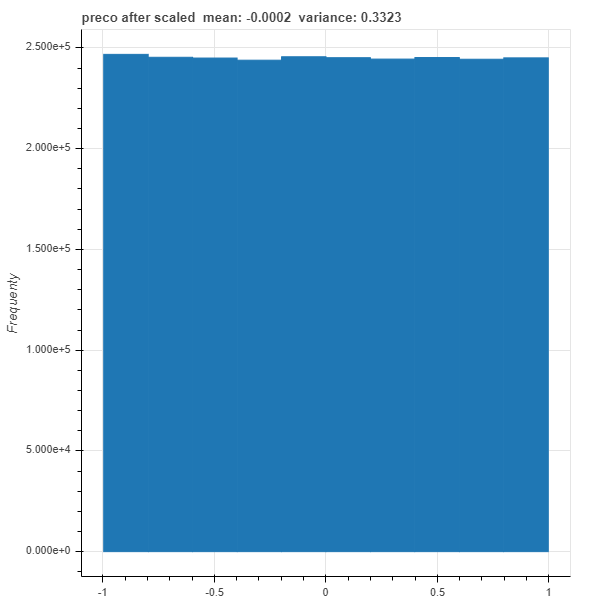 preco after scaled  mean: -0.0002  variance: 0.3323
2.500e+5
2.000e+5
1.500e+5
1.000e+5
5.000e+4
0.000e+0
Frequenty
-1 -0.5 0 0.5 1